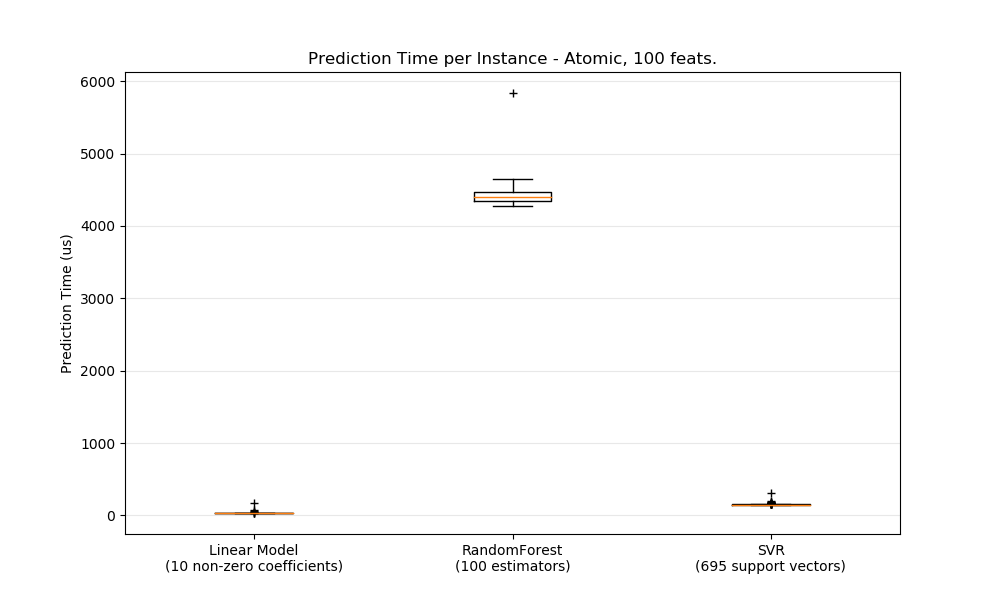 Prediction Time per Instance - Atomic, 100 feats.
6000
5000
4000
3000
2000
1000
0
Prediction Time (us)
Linear Model
(10 non-zero coefficients)
RandomForest
(100 estimators)
SVR
(695 support vectors)